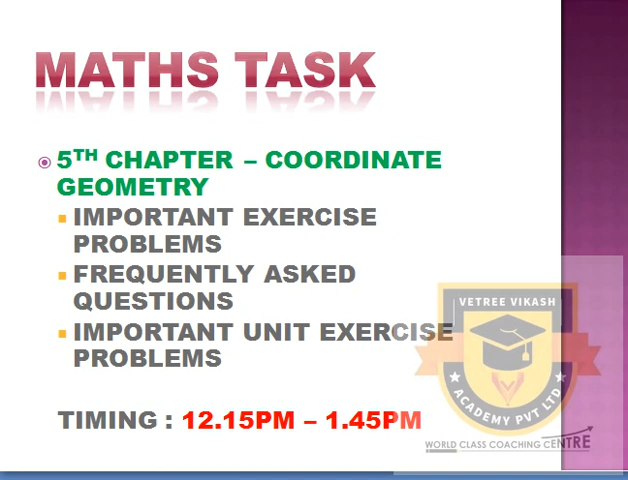 MATHS TASK
5TH CHAPTER – COORDINATE
GEOMETRY
IMPORTANT EXERCISE
PROBLEMS
FREQUENTLY ASKED
QUESTIONS
IMPORTANT UNIT EXERCISE
PROBLEMS
TIMING : 12.15PM – 1.45PM
VETREE VIKASH
ACADEMY PVT LTD
WORLD CLASS COACHING CENTRE